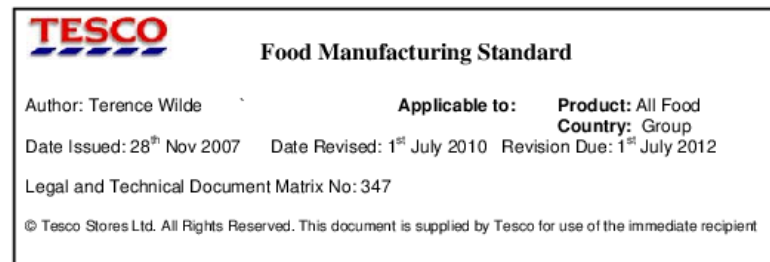 TESCO
Food Manufacturing Standard
Author: Terence Wilde ` Applicable to: Product: All Food
Country: Group
Date Issued: 28th Nov 2007 Date Revised: 1st July 2010 Revision Due: 1st July 2012
Legal and Technical Document Matrix No: 347
© Tesco Stores Ltd. All Rights Reserved. This document is supplied by Tesco for use of the immediate recipient